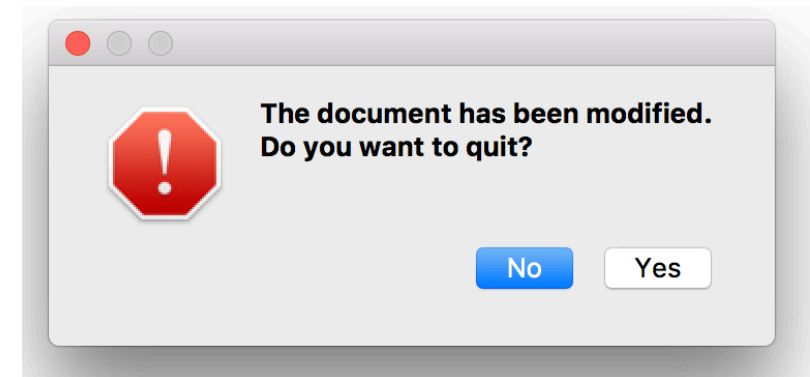 The document has been modified.
Do you want to quit?
No Yes